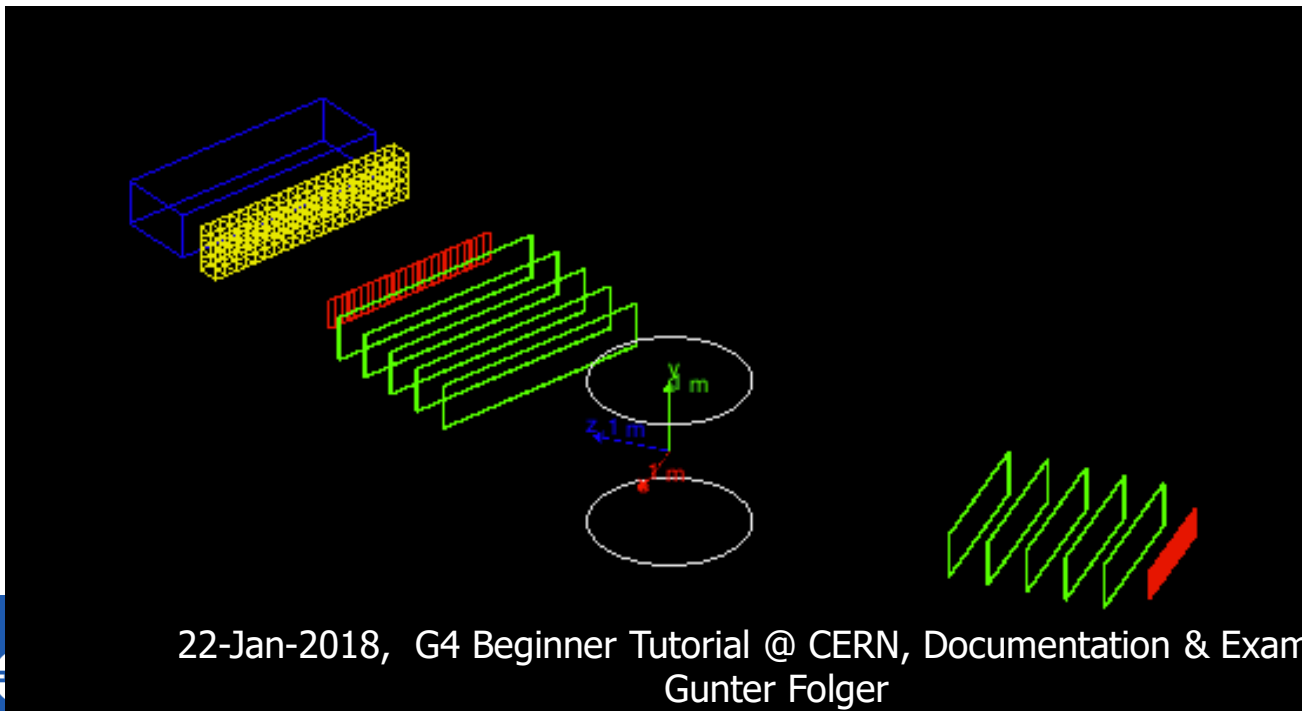 y
1 m
z 1 m
1 m
22-Jan-2018, G4 Beginner Tutorial @ CERN, Documentation & Exam
Gunter Folger